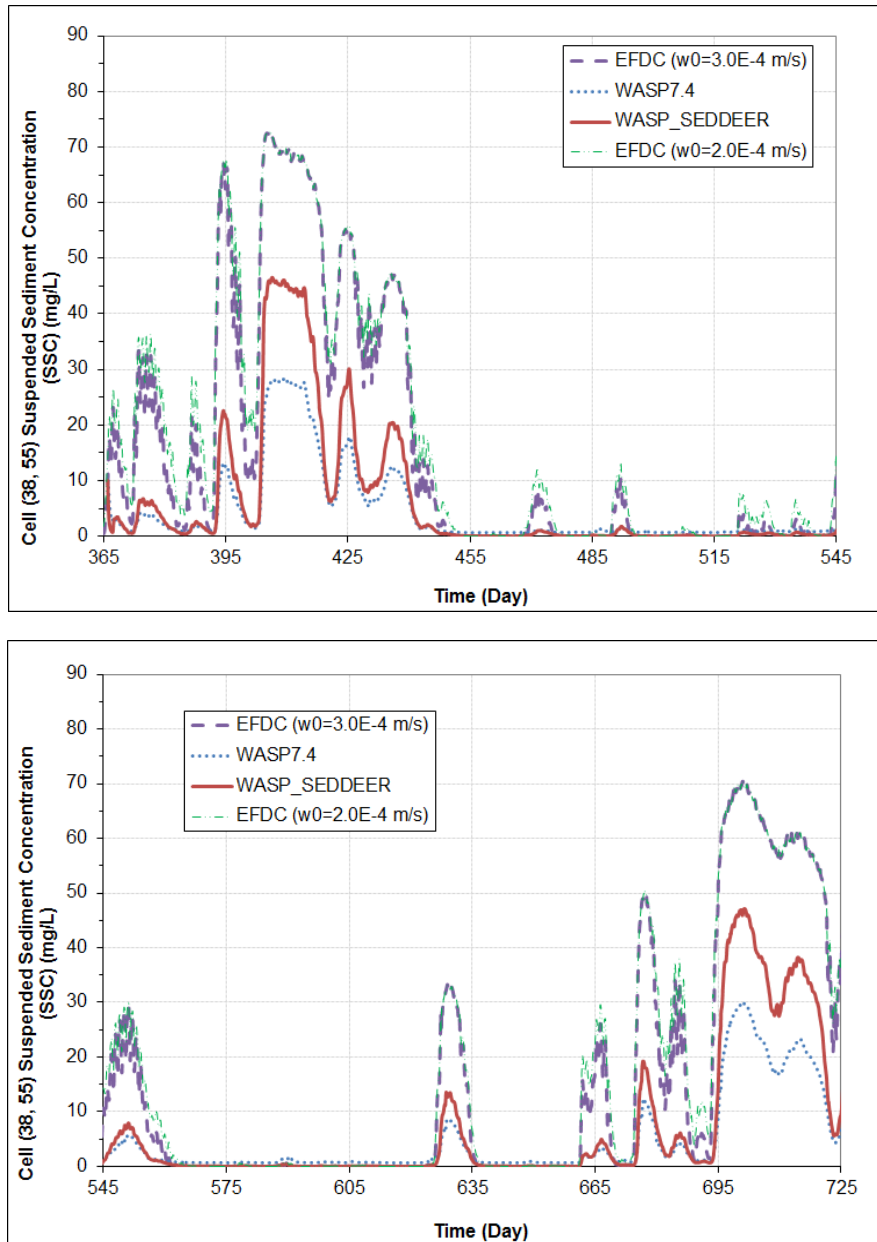 90
80
70
60
50
40
30
20
10
0
Cell (38, 55) Suspended Sediment Concentration
(SSC) (mg/L)
EFDC (w0=3.0E-4 m/s)
WASP7.4
WASP_SEDDEER
EFDC (w0=2.0E-4 m/s)
365 395 425 455 485 515 545
Time (Day)
90
80
70
60
50
40
30
20
10
0
Cell (38, 55) Suspended Sediment Concentration
(SSC) (mg/L)
EFDC (w0=3.0E-4 m/s)
WASP7.4
WASP_SEDDEER
EFDC (w0=2.0E-4 m/s)
545 575 605 635 665 695 725
Time (Day)